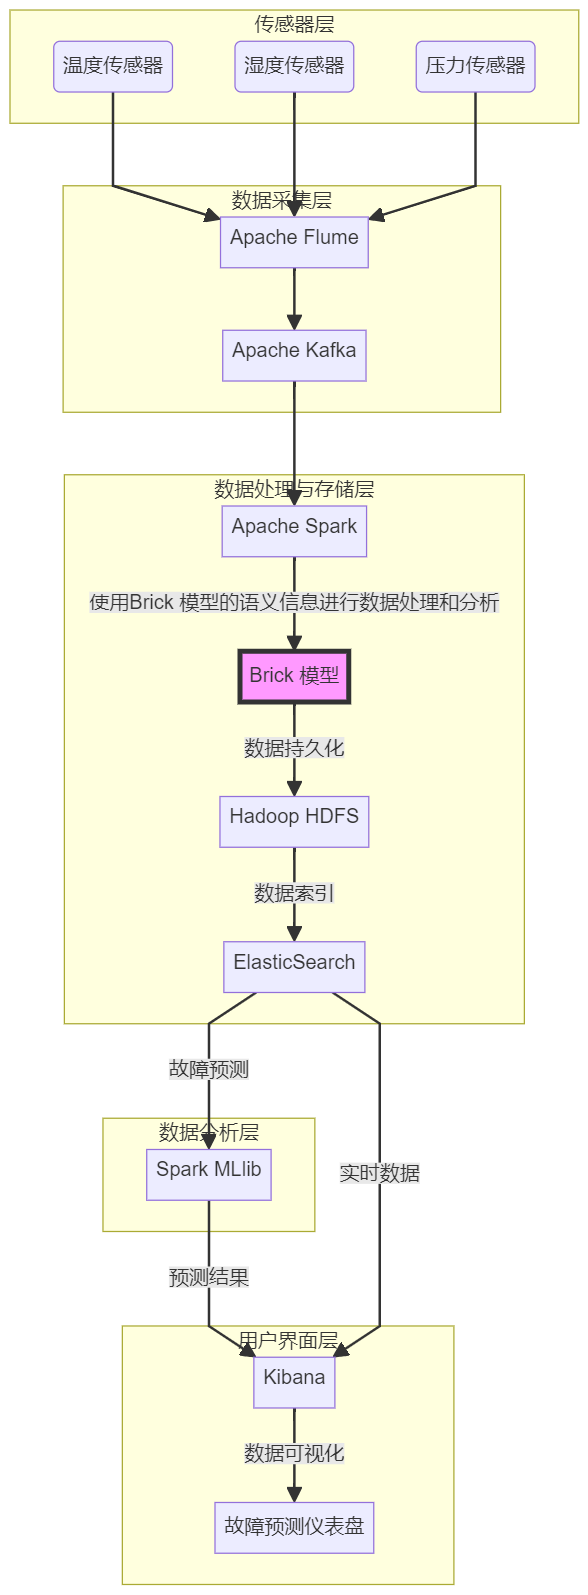 传感器层
温度传感器
湿度传感器
压力传感器
数据采集层
Apache Flume
Apache Kafka
数据处理与存储层
Apache Spark
使用Brick 模型的语义信息进行数据处理和分析
Brick 模型
数据持久化
Hadoop HDFS
数据索引
ElasticSearch
故障预测
数据分析层
Spark MLlib
实时数据
预测结果
用户界面层
Kibana
数据可视化
故障预测仪表盘